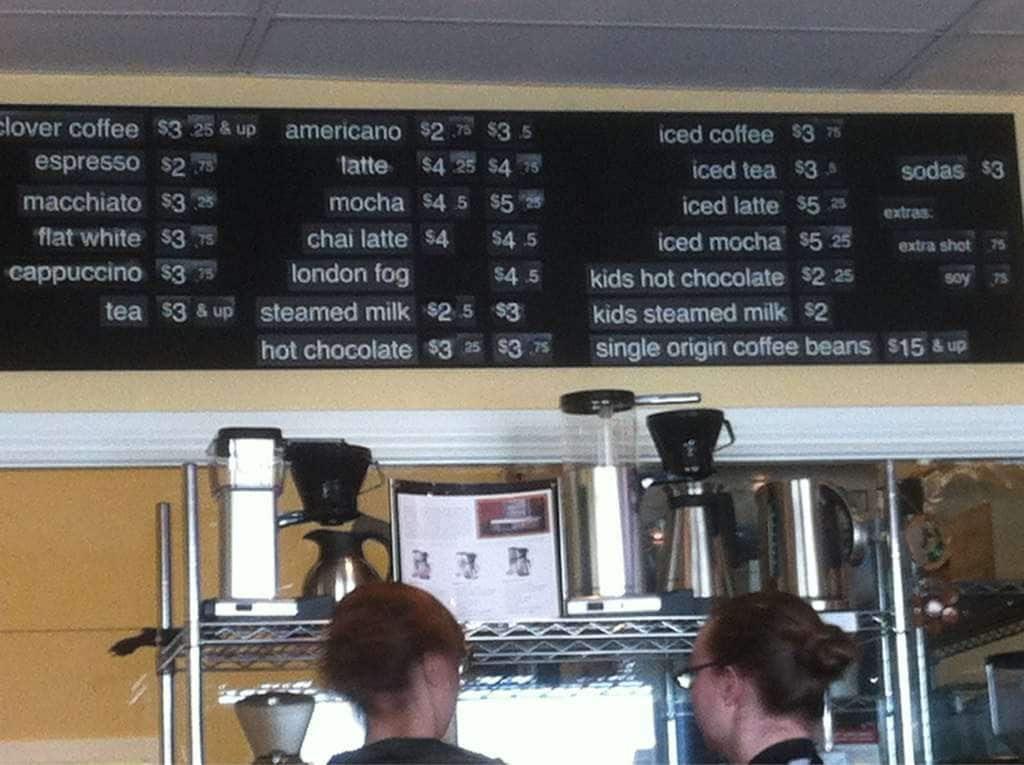 clover coffee $3 .25 & up
espresso $2 .75
macchiato $3 .25
flat white $3 .75
cappuccino $3 .75
tea $3 & up
americano $2 .75 $3 .5
latte $4 .25 $4 .75
mocha $4 .5 $5 .25
chai latte $4 $4 .5
london fog $4 .5
steamed milk $2 .5 $3
hot chocolate $3 .25 $3 .75
iced coffee $3 .75
iced tea $3 .5
iced latte $5 .25
iced mocha $5 .25
kids hot chocolate $2 .25
kids steamed milk $2
single origin coffee beans $15 & up
sodas $3
extras:
extra shot .75
soy .75